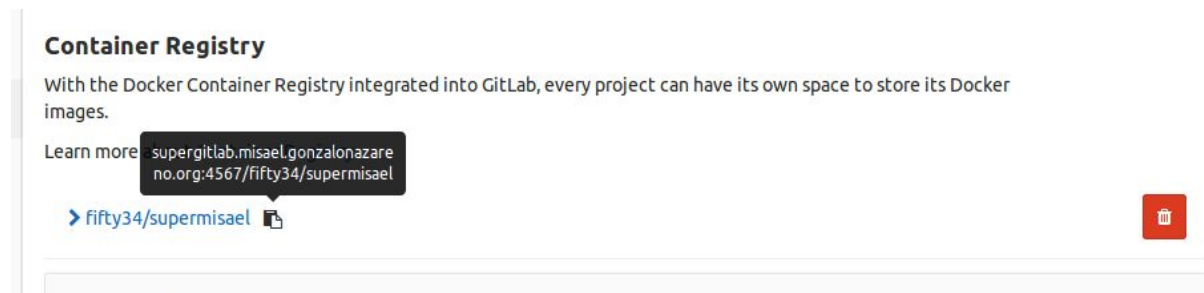 Container Registry
With the Docker Container Registry integrated into GitLab, every project can have its own space to store its Docker
images.
Learn more
supergitlab.misael.gonzalonazare
no.org:4567/fifty34/supermisael
fifty34/supermisael